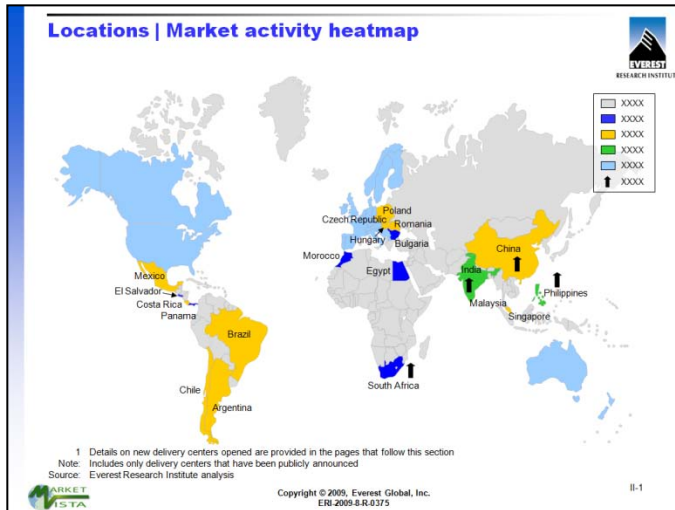 Locations | Market activity heatmap
EVEREST
RESEARCH INSTITUTE
XXXX
XXXX
XXXX
XXXX
XXXX
XXXX
Poland
Czech Republic
Romania
Hungary
Bulgaria
Morocco
Egypt
China
India
Philippines
Malaysia
Singapore
Mexico
El Salvador
Costa Rica
Panama
Brazil
Chile
Argentina
South Africa
1 Details on new delivery centers opened are provided in the pages that follow this section
Note: Includes only delivery centers that have been publicly announced
Source: Everest Research Institute analysis
MARKET
VISTA
Copyright © 2009, Everest Global, Inc.
ERI-2009-8-R-0375
II-1